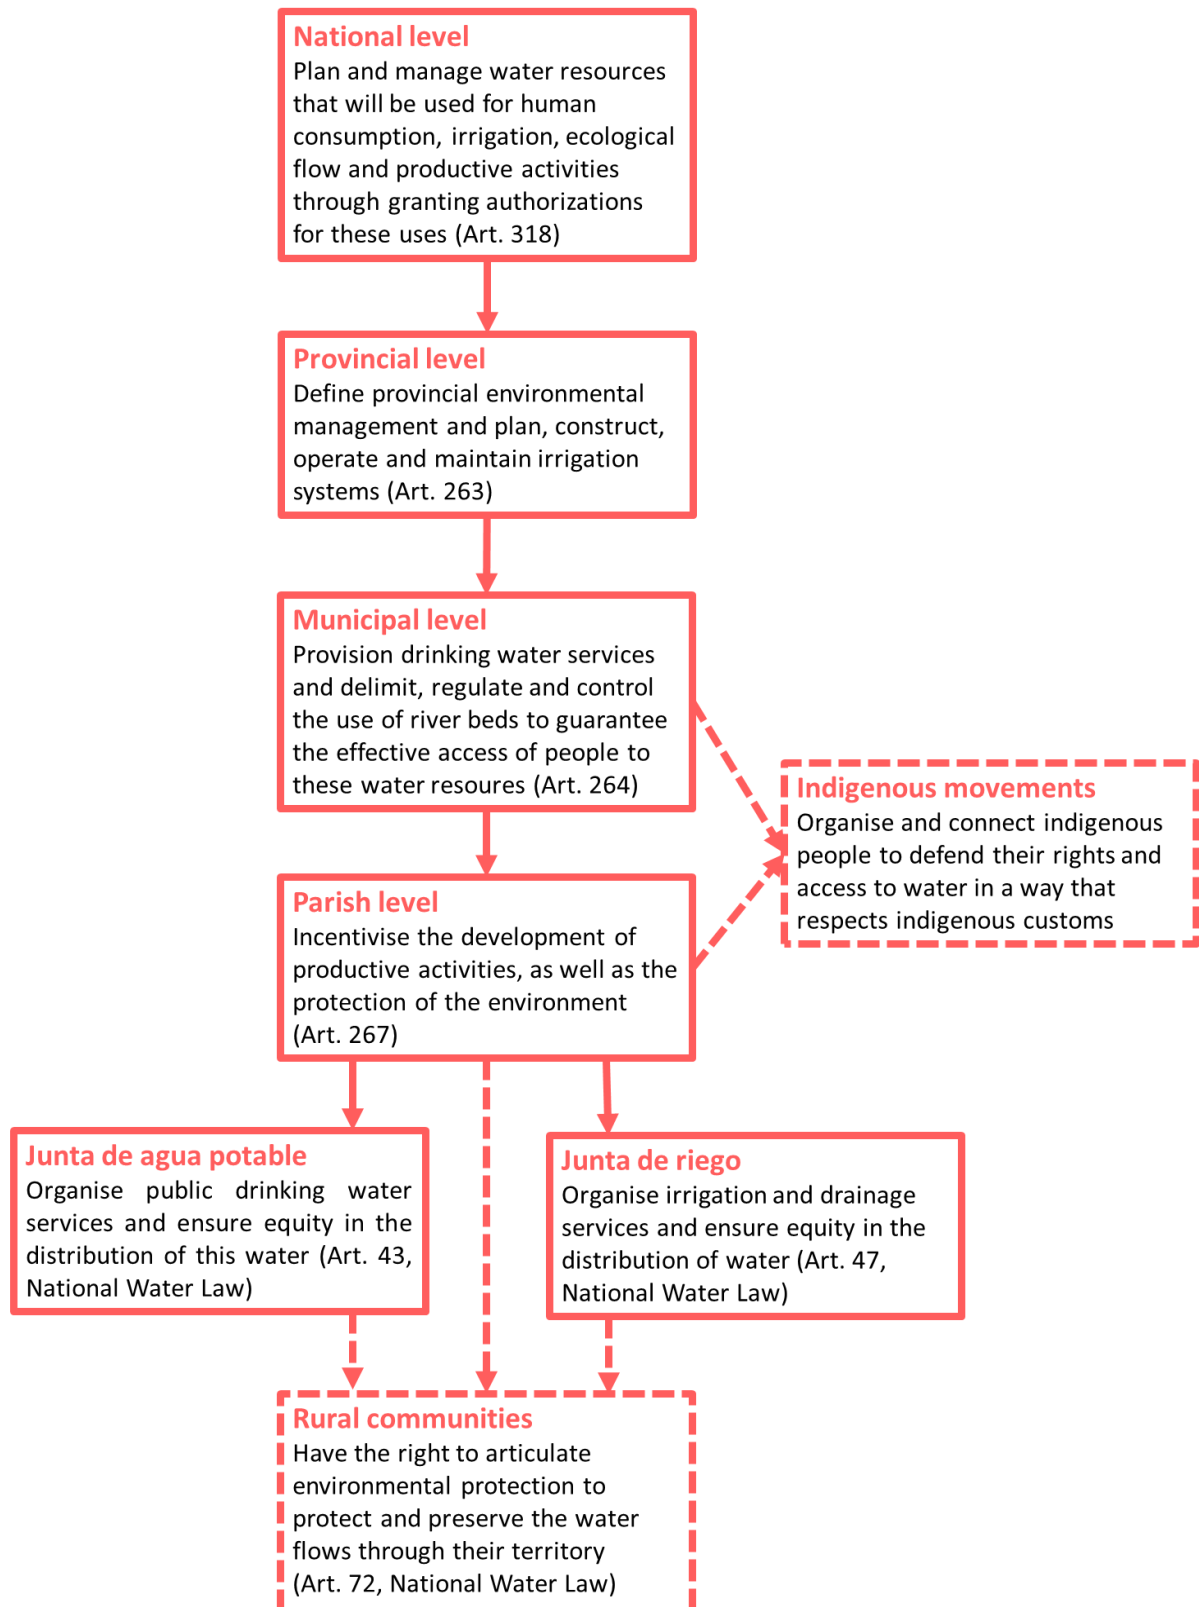 National level
Plan and manage water resources
that will be used for human
consumption, irrigation, ecological
flow and productive activities
through granting authorizations
for these uses (Art. 318)
Provincial level
Define provincial environmental
management and plan, construct,
operate and maintain irrigation
systems (Art. 263)
Municipal level
Provision drinking water services
and delimit, regulate and control
the use of river beds to guarantee
the effective access of people to
these water resoures (Art. 264)
Indigenous movements
Organise and connect indigenous
people to defend their rights and
access to water in a way that
respects indigenous customs
Parish level
Incentivise the development of
productive activities, as well as the
protection of the environment
(Art. 267)
Junta de agua potable
Organise public drinking water
services and ensure equity in the
distribution of this water (Art. 43,
National Water Law)
Junta de riego
Organise irrigation and drainage
services and ensure equity in the
distribution of water (Art. 47,
National Water Law)
Rural communities
Have the right to articulate
environmental protection to
protect and preserve the water
flows through their territory
(Art. 72, National Water Law)